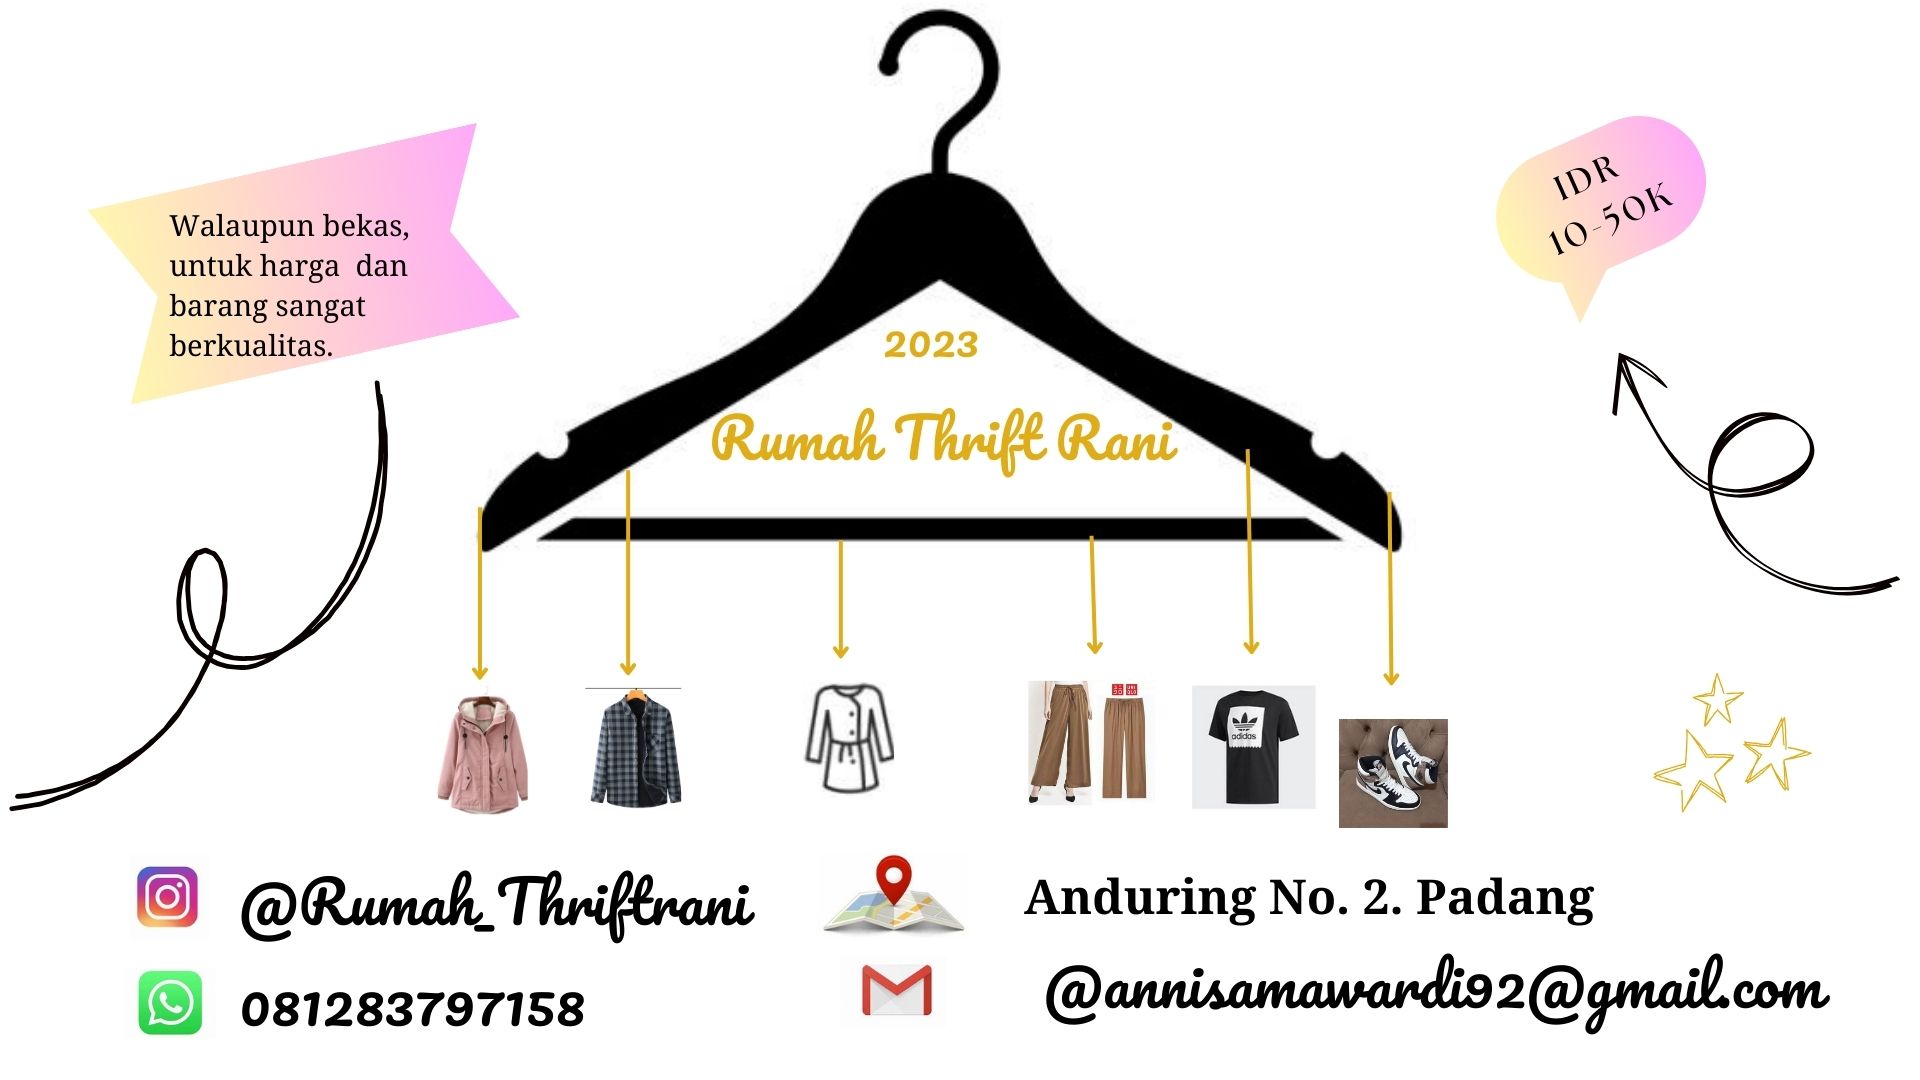 Walaupun bekas,
untuk harga dan
barang sangat
berkualitas.
IDR
10-50K
2023
Rumah Thrift Rani
adidas
@Rumah_Thriftrani
Anduring No. 2. Padang
081283797158
@annisamawardi92@gmail.com